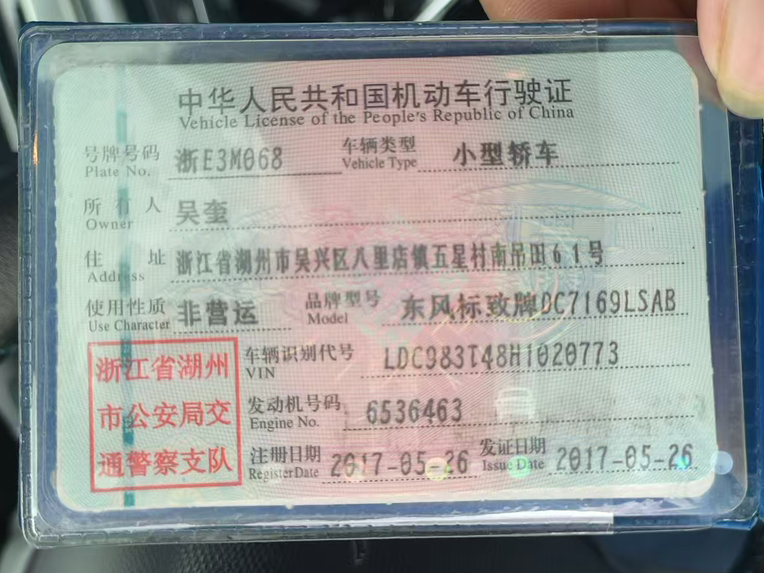 中华人民共和国机动车行驶证
Vehicle License of the People's Republic of China
号牌号码 浙E3M068 车辆类型 小型轿车
Plate No. Vehicle Type
所有人 吴奎
Owner
住址 浙江省湖州市吴兴区八里店镇五星村南吊田61号
Address
使用性质 非营运 品牌型号 东风标致牌DC7169LSAB
Use Character Model
浙江省湖州
市公安局交
通警察支队
车辆识别代号 LDC983T48H1020773
VIN
发动机号码 6536463
Engine No.
注册日期 2017-05-26 发证日期 2017-05-26
Register Date Issue Date